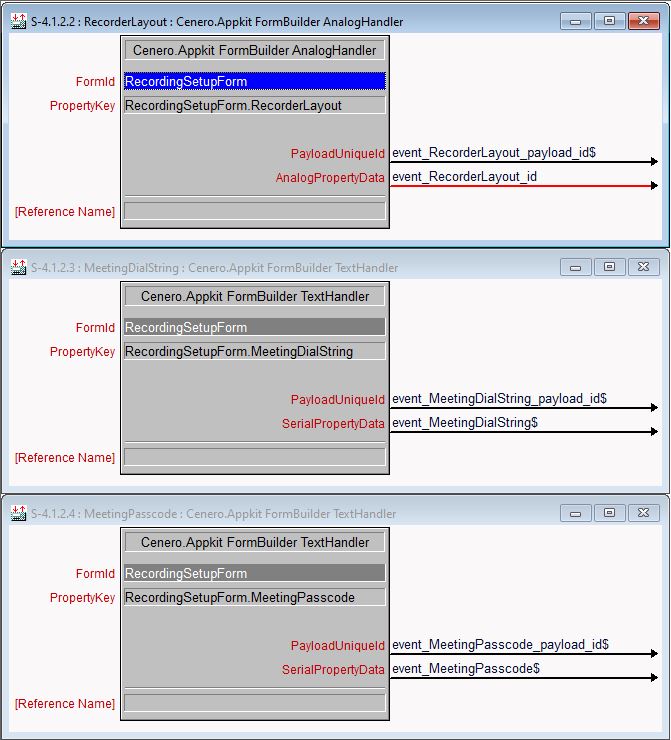 S-4.1.2.2 : RecorderLayout : Cenero.Appkit FormBuilder AnalogHandler
Cenero.Appkit FormBuilder AnalogHandler
FormId RecordingSetupForm
PropertyKey RecordingSetupForm.RecorderLayout
PayloadUniqueId event_RecorderLayout_payload_id$
AnalogPropertyData event_RecorderLayout_id
[Reference Name]
S-4.1.2.3 : MeetingDialString : Cenero.Appkit FormBuilder TextHandler
Cenero.Appkit FormBuilder TextHandler
FormId RecordingSetupForm
PropertyKey RecordingSetupForm.MeetingDialString
PayloadUniqueId event_MeetingDialString_payload_id$
SerialPropertyData event_MeetingDialString$
[Reference Name]
S-4.1.2.4 : MeetingPasscode : Cenero.Appkit FormBuilder TextHandler
Cenero.Appkit FormBuilder TextHandler
FormId RecordingSetupForm
PropertyKey RecordingSetupForm.MeetingPasscode
PayloadUniqueId event_MeetingPasscode_payload_id$
SerialPropertyData event_MeetingPasscode$
[Reference Name]